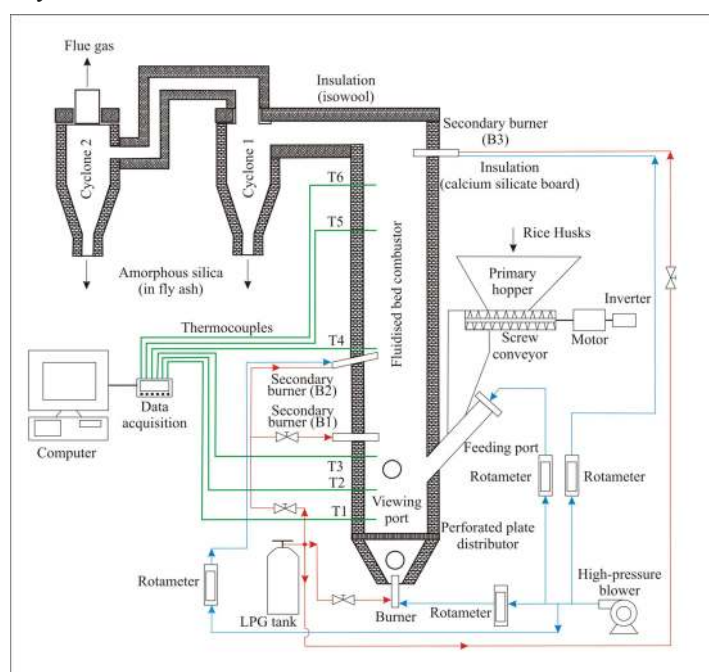 Flue gas
Insulation
(isowool)
Secondary burner
(B3)
Insulation
(calcium silicate board)
Cyclone 2
Cyclone 1
T6
T5
Rice Husks
Amorphous silica
(in fly ash)
Primary
hopper
Inverter
Fluidised bed combustor
Thermocouples
T4
Screw
conveyor
Motor
Secondary
burner (B2)
Data
acquisition
Secondary
burner (B1)
Computer
Feeding port
T3
T2
Rotameter
Rotameter
Viewing
port
T1
Perforated plate
distributor
Rotameter
High-pressure
blower
LPG tank
Burner
Rotameter